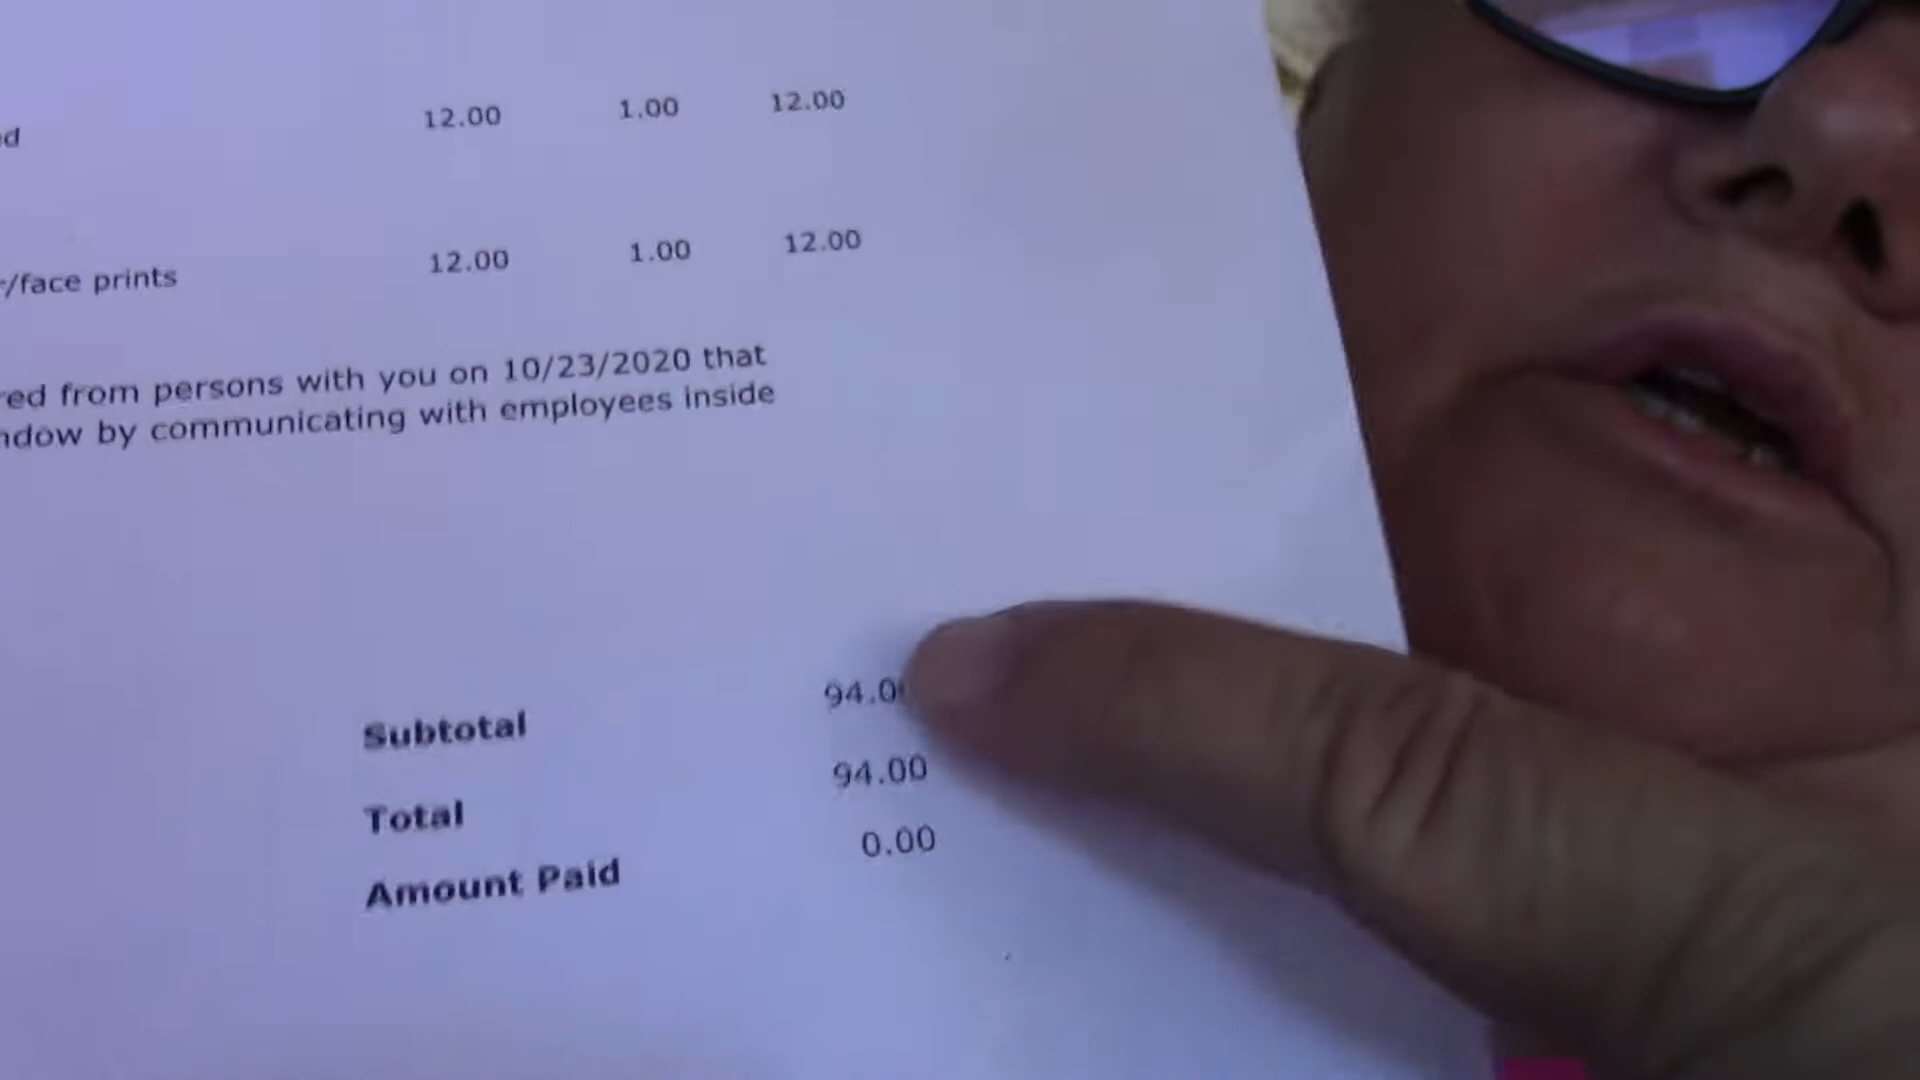 12.00 1.00 12.00
/face prints 12.00 1.00 12.00
from persons with you on 10/23/2020 that
by communicating with employees inside
Subtotal 94.0
Total 94.00
Amount Paid 0.00